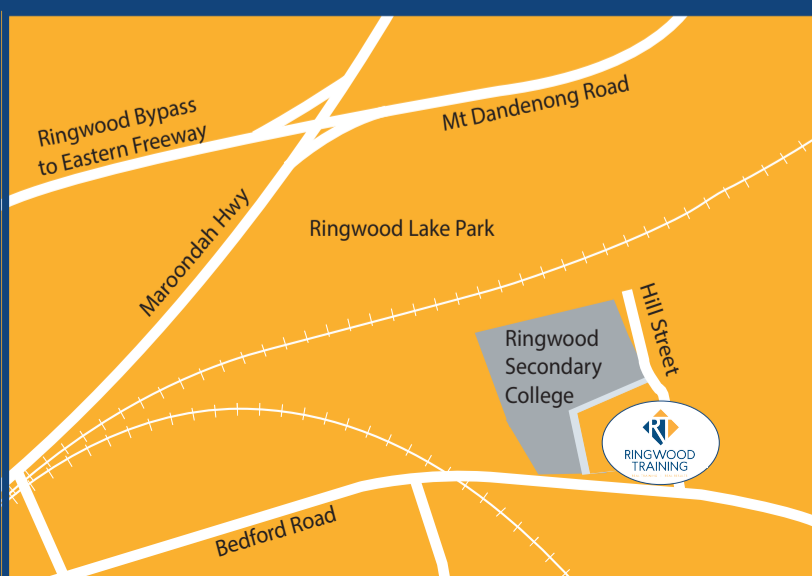 Ringwood Bypass
to Eastern Freeway
Mt Dandenong Road
Maroondah Hwy
Ringwood Lake Park
Hill Street
Ringwood
Secondary
College
RT
RINGWOOD
TRAINING
Bedford Road